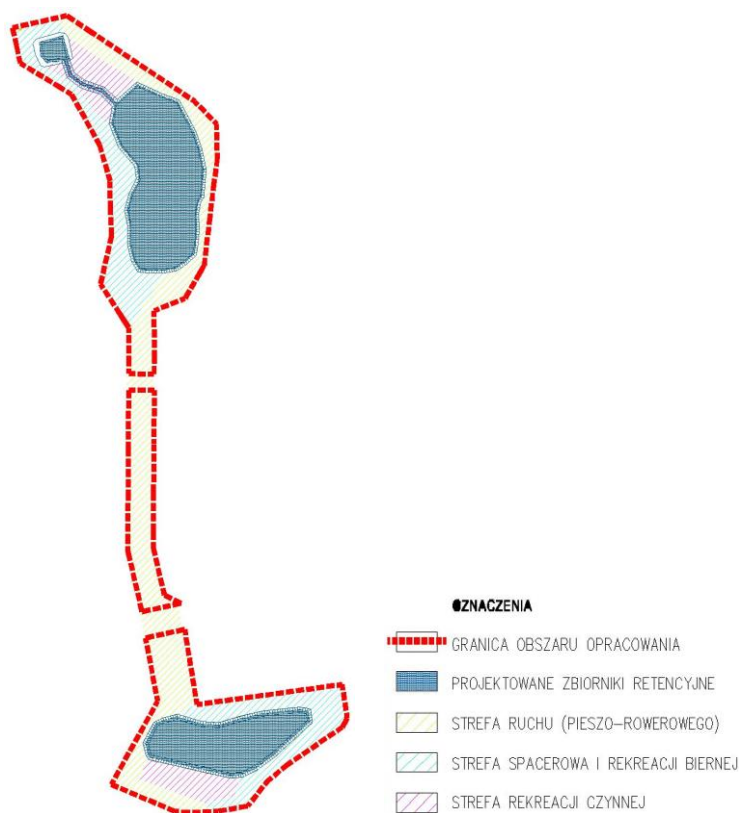 OZNACZENIA
GRANICA OBSZARU OPRACOWANIA
PROJEKTOWANE ZBIORNIKI RETENCYJNE
STREFA RUCHU (PIESZO-ROWEROWEGO)
STREFA SPACEROWA I REKREACJI BIERNEJ
STREFA REKREACJI CZYNNEJ